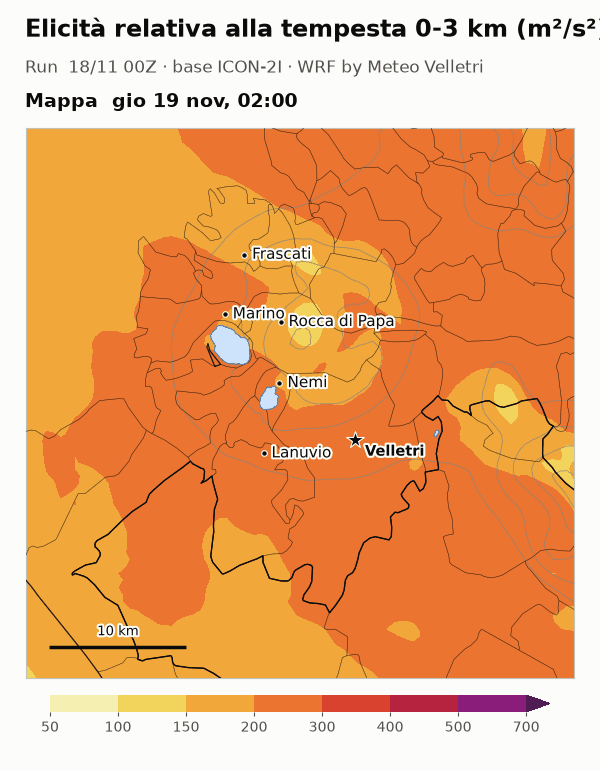 Elicità relativa alla tempesta 0-3 km (m²/s²)
Run 18/11 00Z · base ICON-2I · WRF by Meteo Velletri
Mappa gio 19 nov, 02:00
Frascati
Marino
Rocca di Papa
Nemi
Velletri
Lanuvio
10 km
50 100 150 200 300 400 500 700